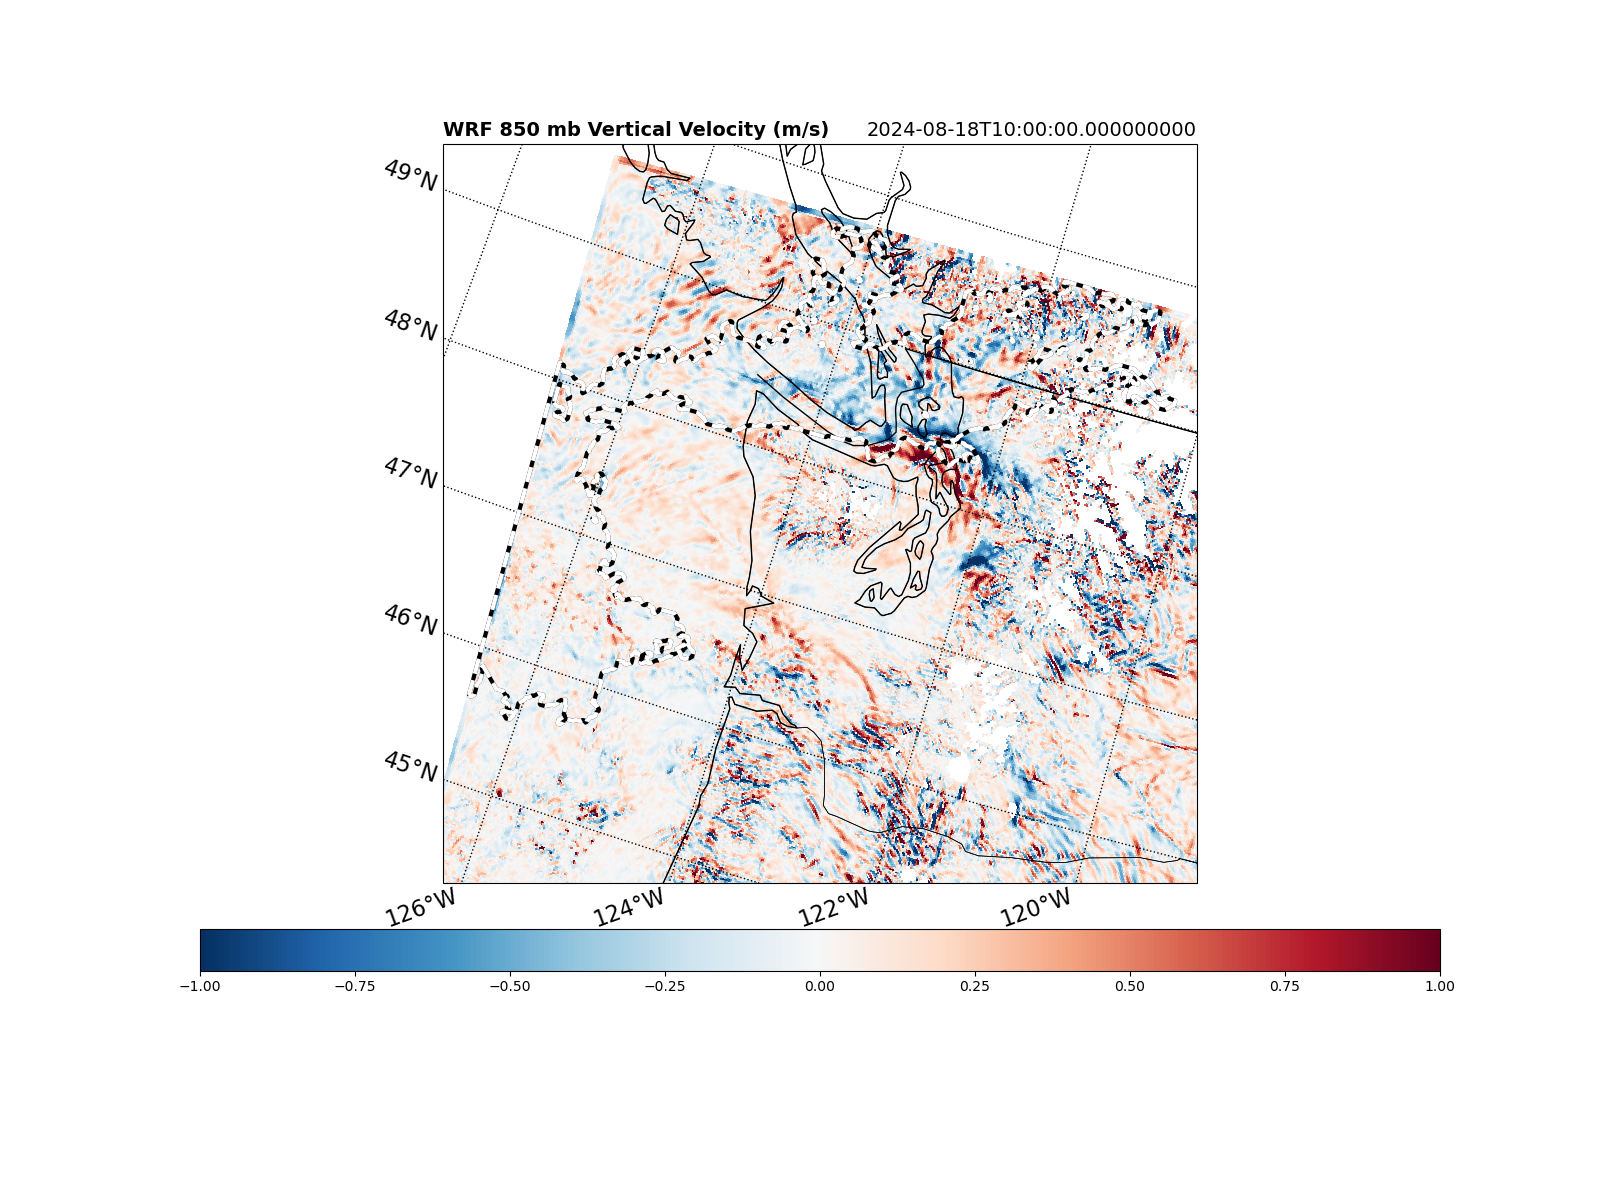 WRF 850 mb Vertical Velocity (m/s) 2024-08-18T10:00:00.000000000
49°N
48°N
47°N
46°N
45°N
126°W 124°W 122°W 120°W
−1.00 −0.75 −0.50 −0.25 0.00 0.25 0.50 0.75 1.00